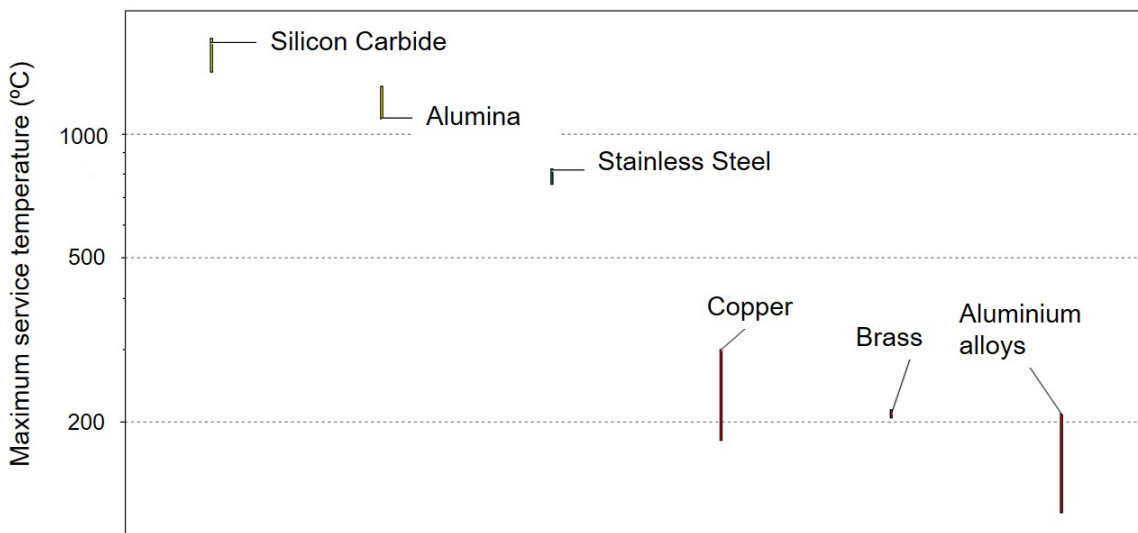 Maximum service temperature (ºC)
Silicon Carbide
Alumina
1000
Stainless Steel
500
Copper
Brass
Aluminium
alloys
200